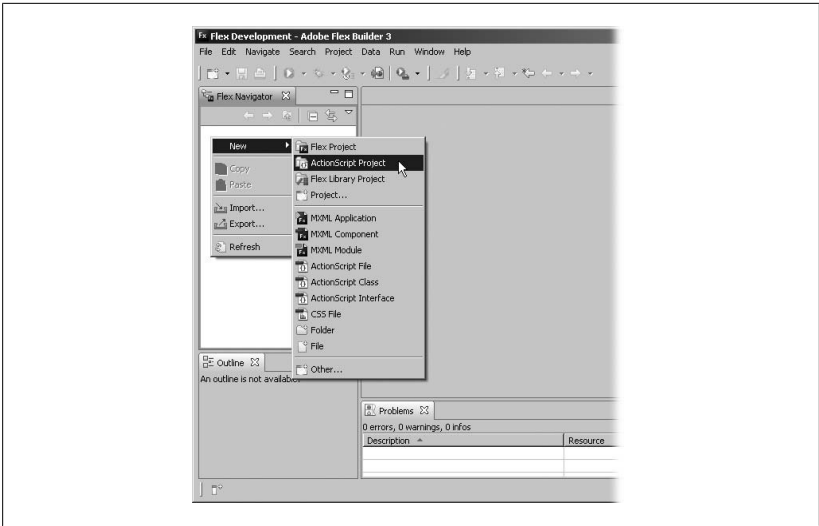 Flex Development - Adobe Flex Builder 3
File Edit Navigate Search Project Data Run Window Help
Flex Navigator
New
Copy
Paste
Import...
Export...
Refresh
Flex Project
ActionScript Project
Flex Library Project
Project...
MXML Application
MXML Component
MXML Module
ActionScript File
ActionScript Class
ActionScript Interface
CSS File
Folder
File
Other...
Outline
An outline is not available.
Problems
0 errors, 0 warnings, 0 infos
Description Resource